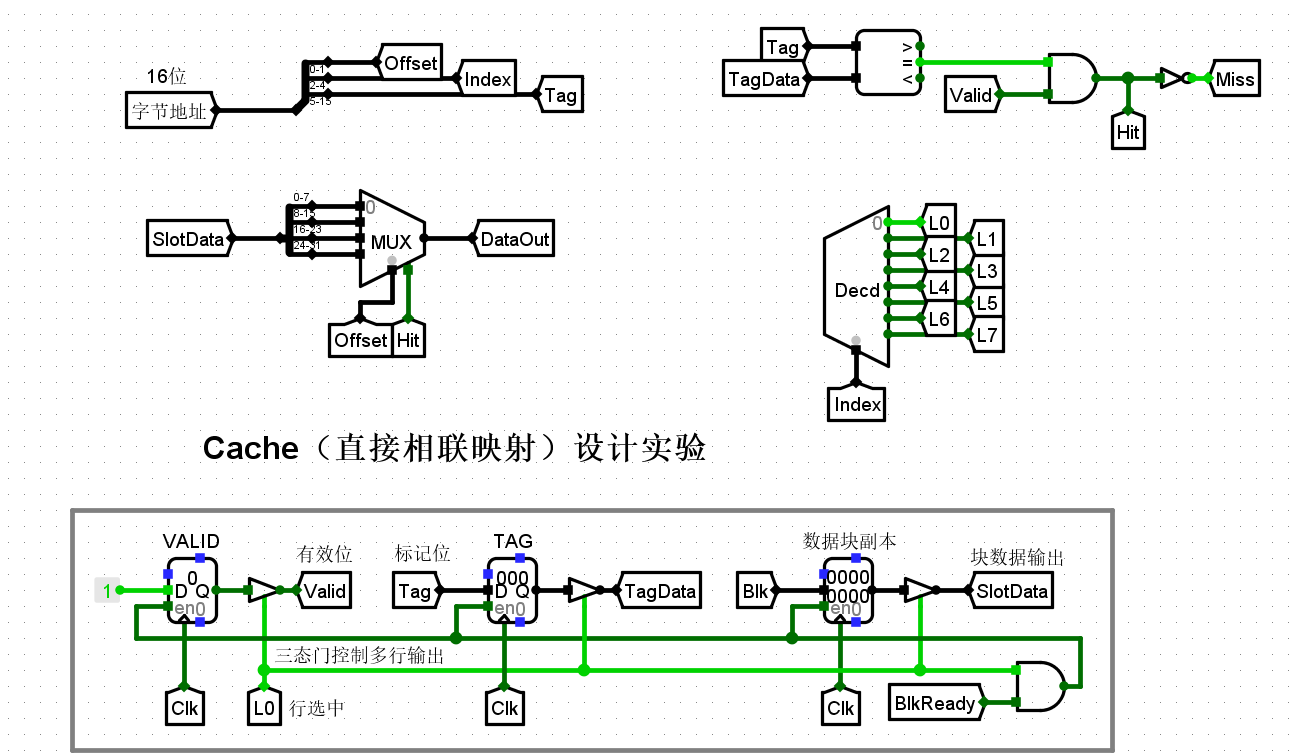 16位
字节地址
0-1
2-4
5-15
Offset
Index
Tag
Tag
TagData
>
=
<
Valid
Hit
Miss
SlotData
0-7
8-15
16-23
24-31
0
MUX
DataOut
Offset
Hit
0
Decd
L0
L1
L2
L3
L4
L5
L6
L7
Index
Cache（直接相联映射）设计实验
VALID
有效位
1
0
D Q
en0
Valid
标记位
TAG
Tag
000
D Q
en0
TagData
数据块副本
块数据输出
Blk
0000
0000
en0
SlotData
三态门控制多行输出
Clk
L0
行选中
Clk
Clk
BlkReady